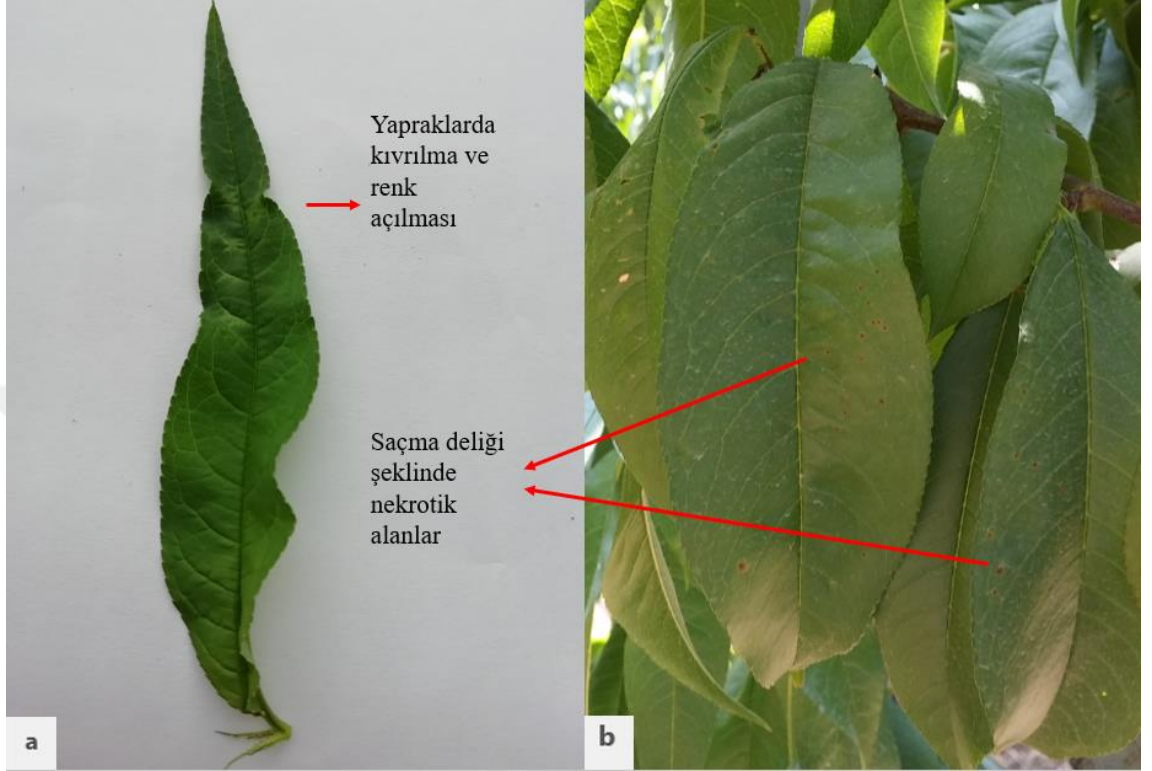 Yapraklarda
kıvrılma ve
renk
açılması
Saçma deliği
şeklinde
nekrotik
alanlar
a
b